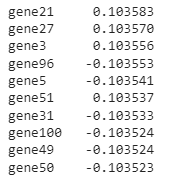 gene21 0.103583
gene27 0.103570
gene3 0.103556
gene96 -0.103553
gene5 -0.103541
gene51 0.103537
gene31 -0.103533
gene100 -0.103524
gene49 -0.103524
gene50 -0.103523